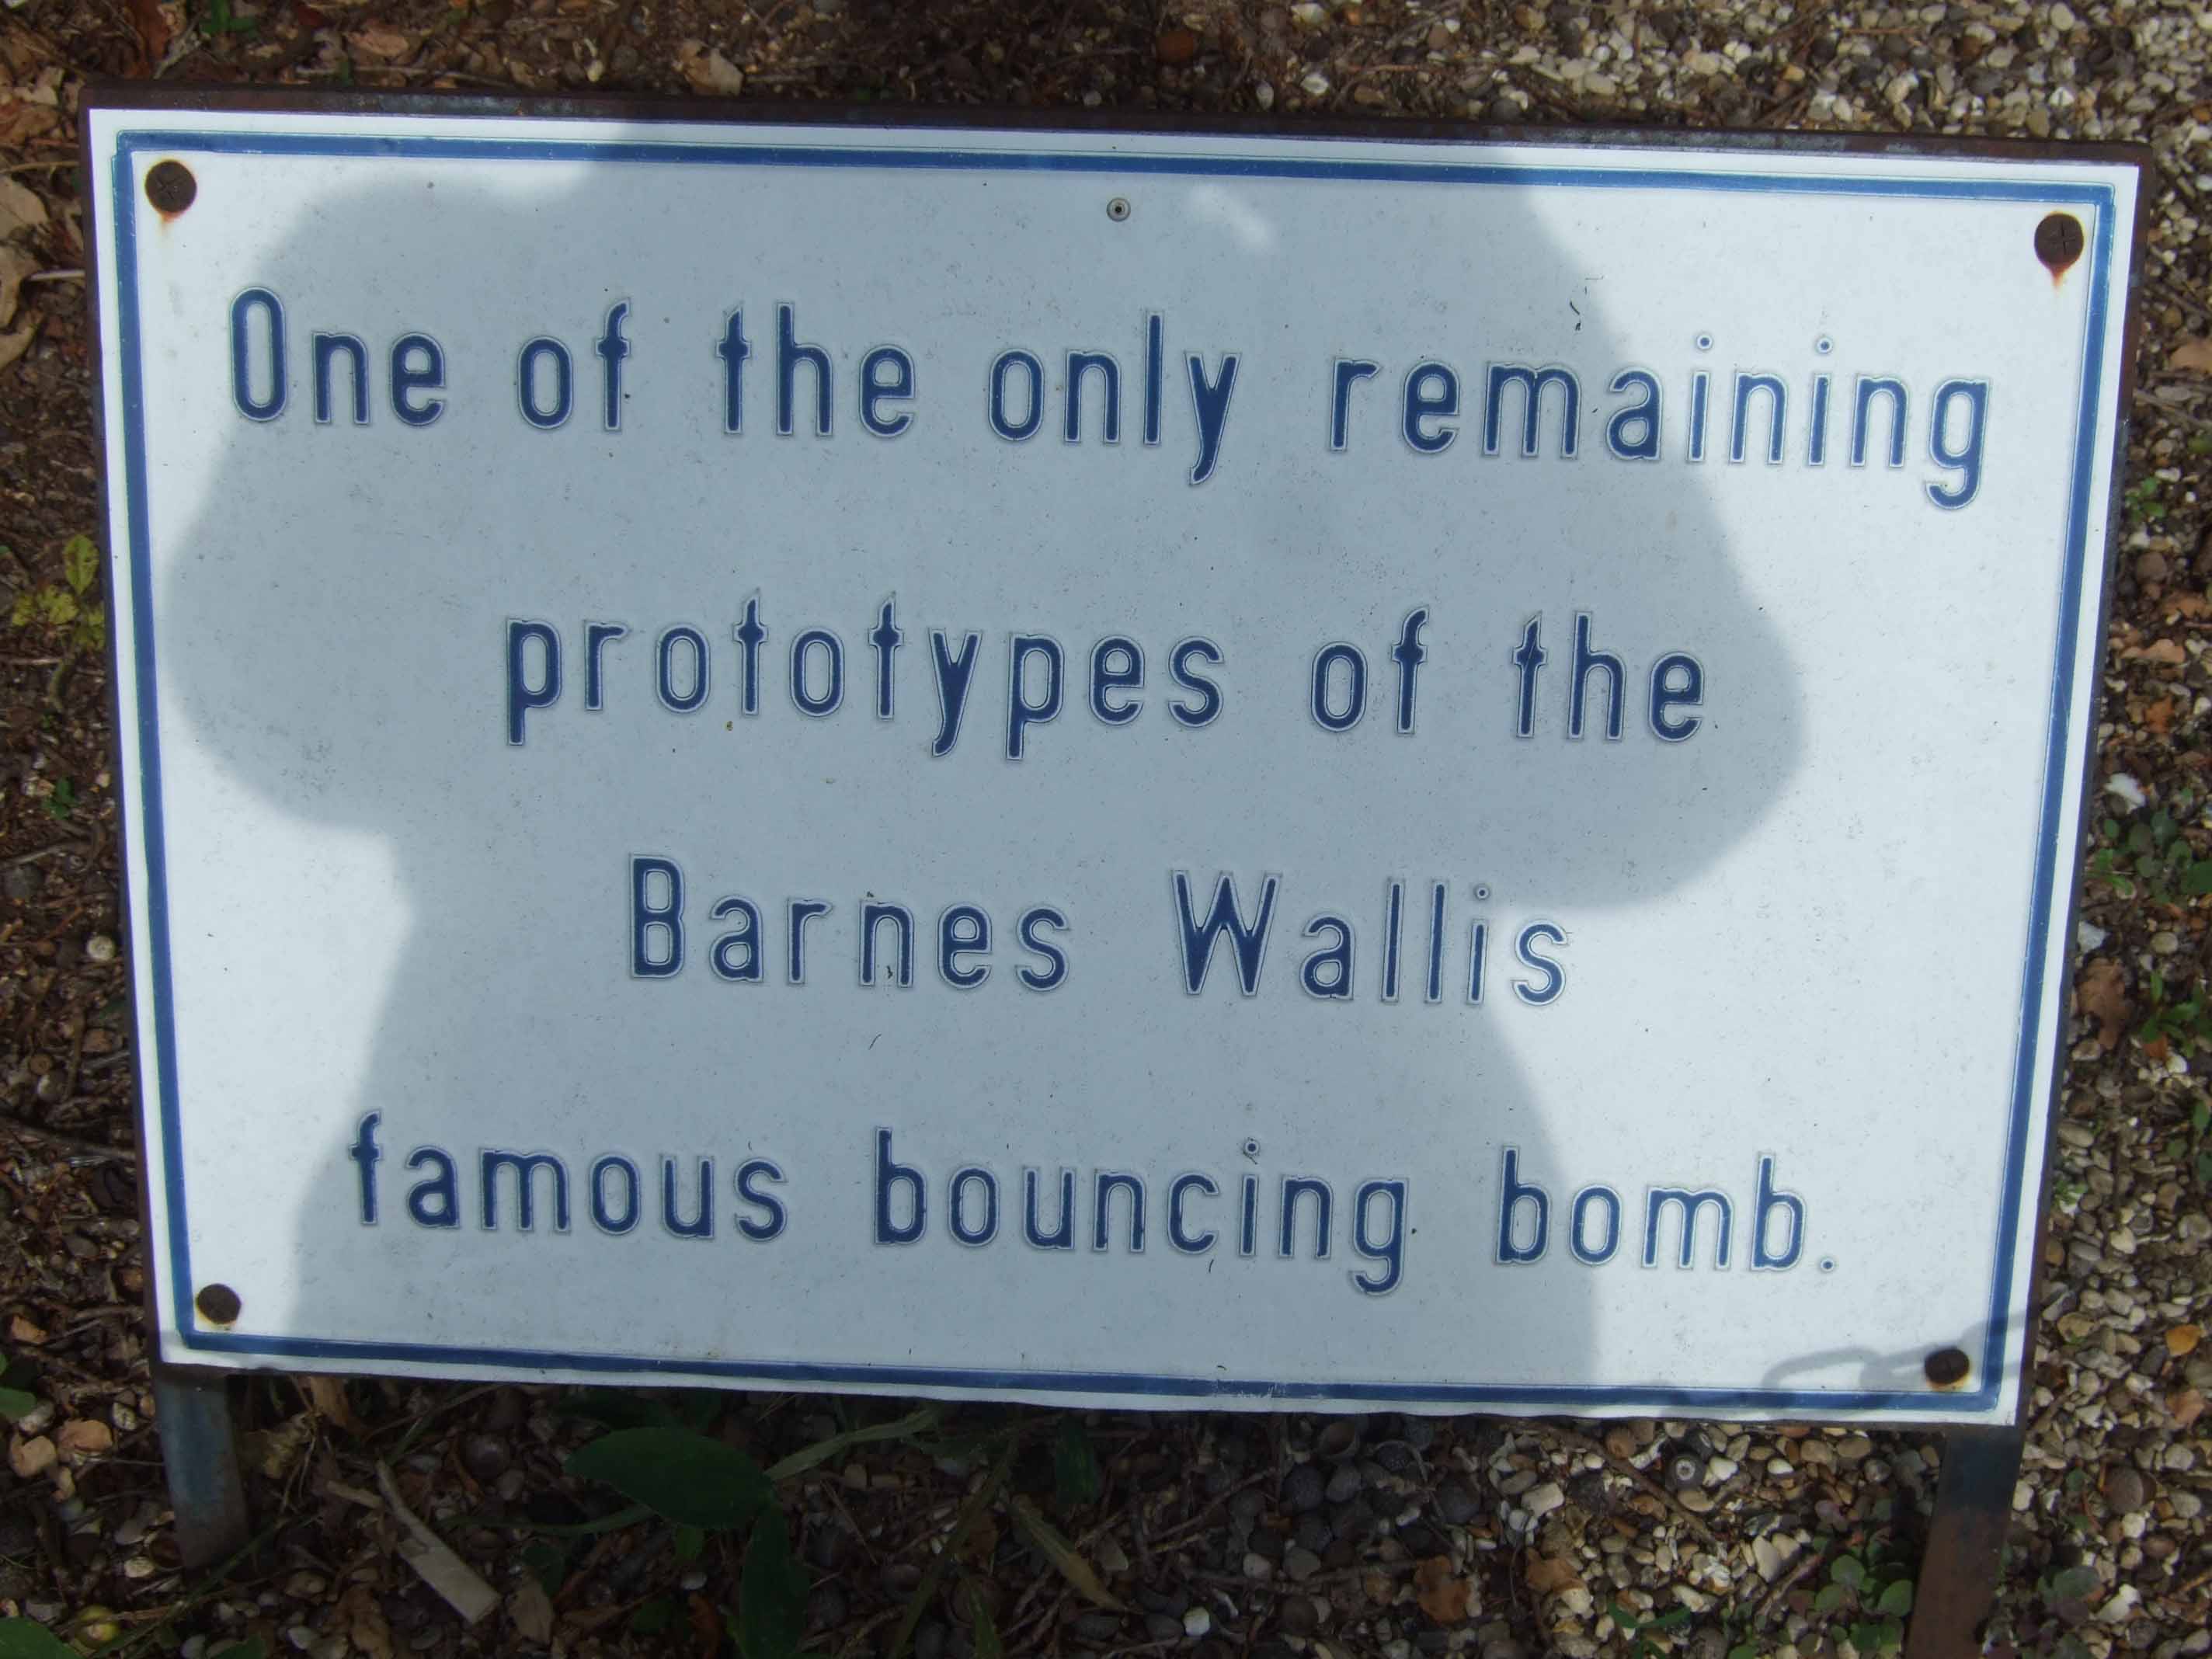 One of the only remaining
prototypes of the
Barnes Wallis
famous bouncing bomb.